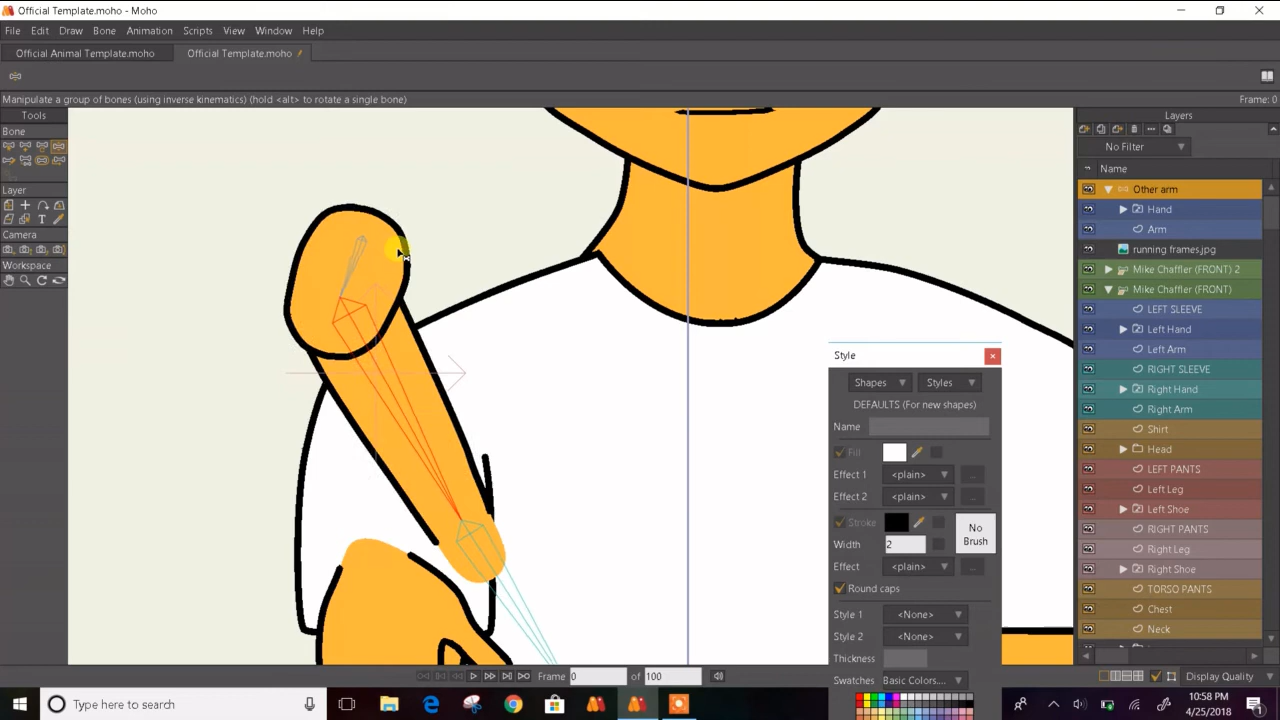 Official Template.moho - Moho
File Edit Draw Bone Animation Scripts View Window Help
Official Animal Template.moho Official Template.moho
Manipulate a group of bones (using inverse kinematics) (hold <alt> to rotate a single bone) Frame: 0
Tools
Bone
Layer
T
Camera
Workspace
Layers
No Filter
Name
Other arm
Hand
Arm
running frames.jpg
Mike Chaffler (FRONT) 2
Mike Chaffler (FRONT)
LEFT SLEEVE
Left Hand
Left Arm
RIGHT SLEEVE
Right Hand
Right Arm
Shirt
Head
LEFT PANTS
Left Leg
Left Shoe
RIGHT PANTS
Right Leg
Right Shoe
TORSO PANTS
Chest
Neck
Style
Shapes Styles
DEFAULTS (For new shapes)
Name
Fill
Effect 1 <plain> ...
Effect 2 <plain> ...
Stroke
No
Brush
Width 2
Effect <plain> ...
Round caps
Style 1 <None>
Style 2 <None>
Thickness
Swatches Basic Colors....
Frame 0 of 100 Display Quality
Type here to search
10:58 PM
4/25/2018